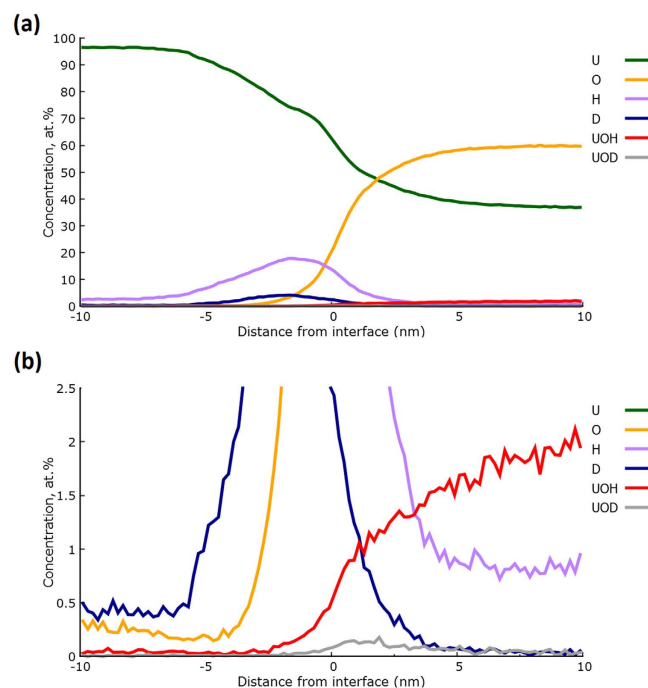 (a)
Concentration, at.%
100
90
80
70
60
50
40
30
20
10
0
-10
-5
0
5
10
Distance from interface (nm)
U
O
H
D
UOH
UOD
(b)
Concentration, at.%
2.5
2
1.5
1
0.5
0
-10
-5
0
5
10
Distance from interface (nm)
U
O
H
D
UOH
UOD